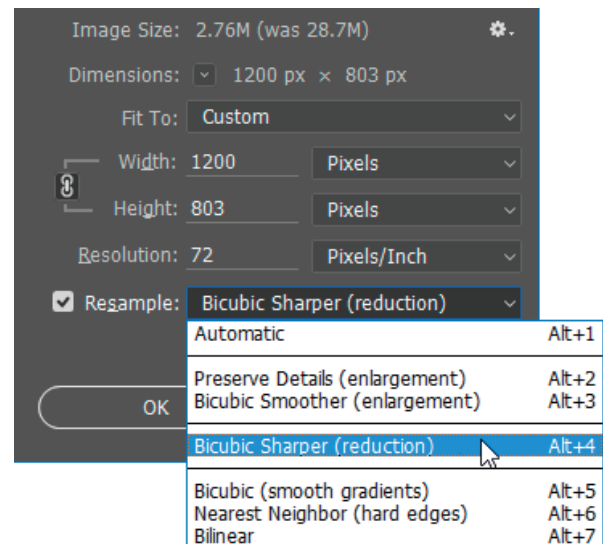 Image Size: 2.76M (was 28.7M)
Dimensions: 1200 px × 803 px
Fit To: Custom
Width: 1200 Pixels
Height: 803 Pixels
Resolution: 72 Pixels/Inch
Resample: Bicubic Sharper (reduction)
Automatic Alt+1
Preserve Details (enlargement) Alt+2
Bicubic Smoother (enlargement) Alt+3
OK
Bicubic Sharper (reduction) Alt+4
Bicubic (smooth gradients) Alt+5
Nearest Neighbor (hard edges) Alt+6
Bilinear Alt+7